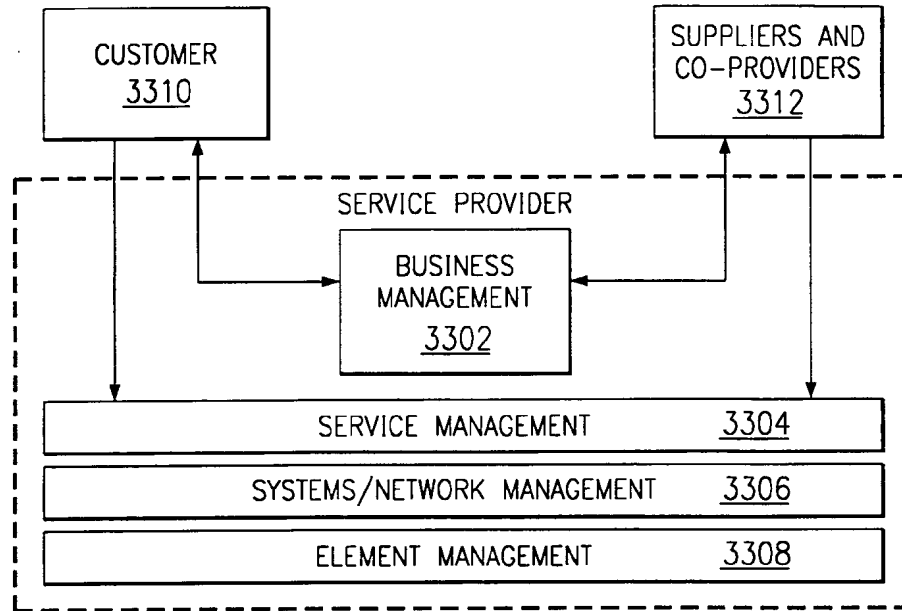 CUSTOMER
3310
SUPPLIERS AND
CO-PROVIDERS
3312
SERVICE PROVIDER
BUSINESS
MANAGEMENT
3302
SERVICE MANAGEMENT 3304
SYSTEMS/NETWORK MANAGEMENT 3306
ELEMENT MANAGEMENT 3308